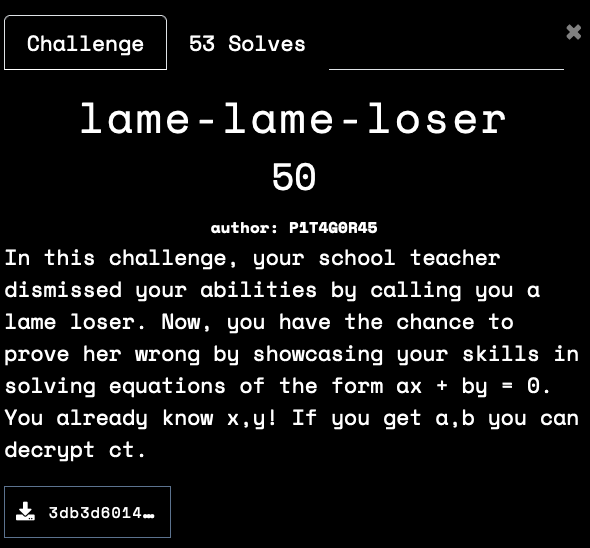 Challenge
53 Solves
×
lame-lame-loser
50
author: P1T4G0R45
In this challenge, your school teacher
dismissed your abilities by calling you a
lame loser. Now, you have the chance to
prove her wrong by showcasing your skills in
solving equations of the form ax + by = 0.
You already know x,y! If you get a,b you can
decrypt ct.
3db3d6014…